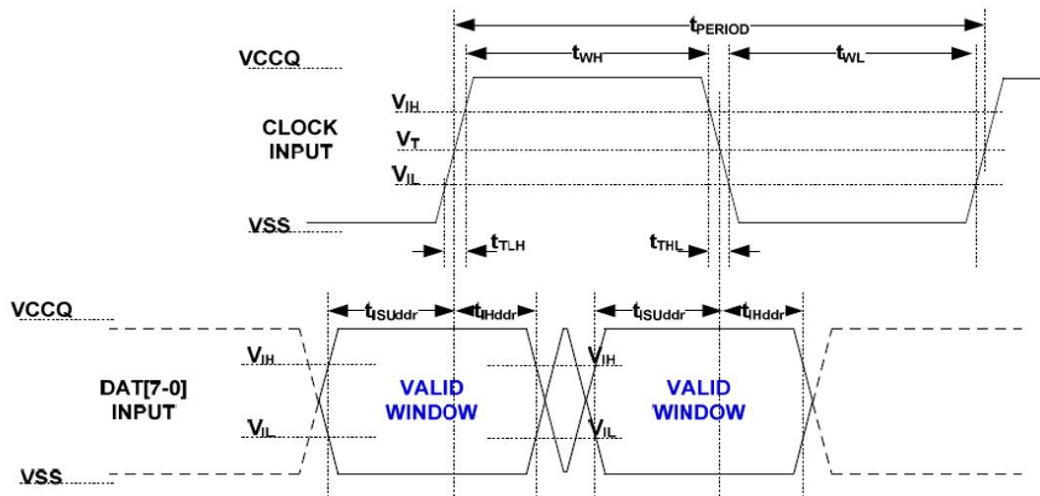 tPERIOD
VCCQ
tWH
tWL
VIH
CLOCK
INPUT
VT
VIL
VSS
tTLH
tTHL
VCCQ
tISUddr
tIHddr
tISUddr
tIHddr
VIH
VIH
DAT[7-0]
INPUT
VALID
WINDOW
VALID
WINDOW
VIL
VIL
VSS